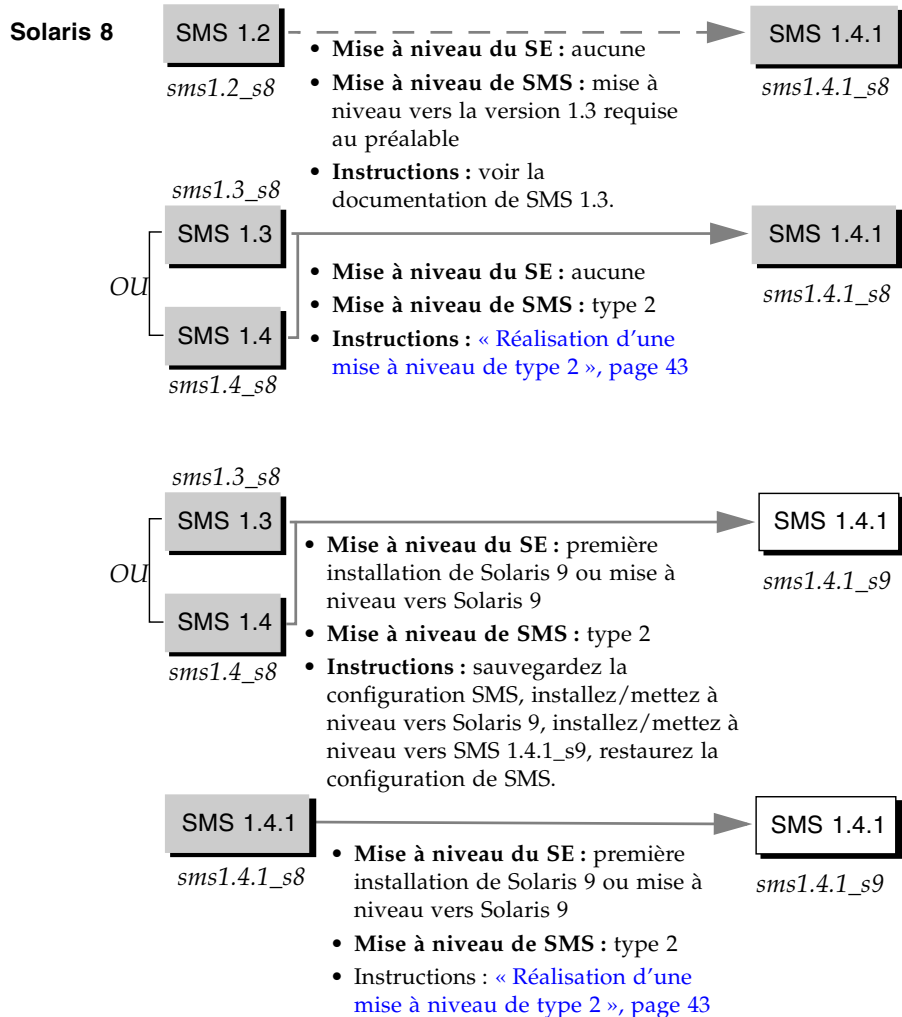 Solaris 8
SMS 1.2
SMS 1.4.1
sms1.2_s8
sms1.4.1_s8
• Mise à niveau du SE : aucune
• Mise à niveau de SMS : mise à
niveau vers la version 1.3 requise
au préalable
• Instructions : voir la
documentation de SMS 1.3.
sms1.3_s8
SMS 1.3
OU
SMS 1.4
sms1.4_s8
SMS 1.4.1
sms1.4.1_s8
• Mise à niveau du SE : aucune
• Mise à niveau de SMS : type 2
• Instructions : « Réalisation d'une
mise à niveau de type 2 », page 43
sms1.3_s8
SMS 1.3
OU
SMS 1.4
sms1.4_s8
SMS 1.4.1
sms1.4.1_s9
• Mise à niveau du SE : première
installation de Solaris 9 ou mise à
niveau vers Solaris 9
• Mise à niveau de SMS : type 2
• Instructions : sauvegardez la
configuration SMS, installez/mettez à
niveau vers Solaris 9, installez/mettez à
niveau vers SMS 1.4.1_s9, restaurez la
configuration de SMS.
SMS 1.4.1
sms1.4.1_s8
SMS 1.4.1
sms1.4.1_s9
• Mise à niveau du SE : première
installation de Solaris 9 ou mise à
niveau vers Solaris 9
• Mise à niveau de SMS : type 2
• Instructions : « Réalisation d'une
mise à niveau de type 2 », page 43